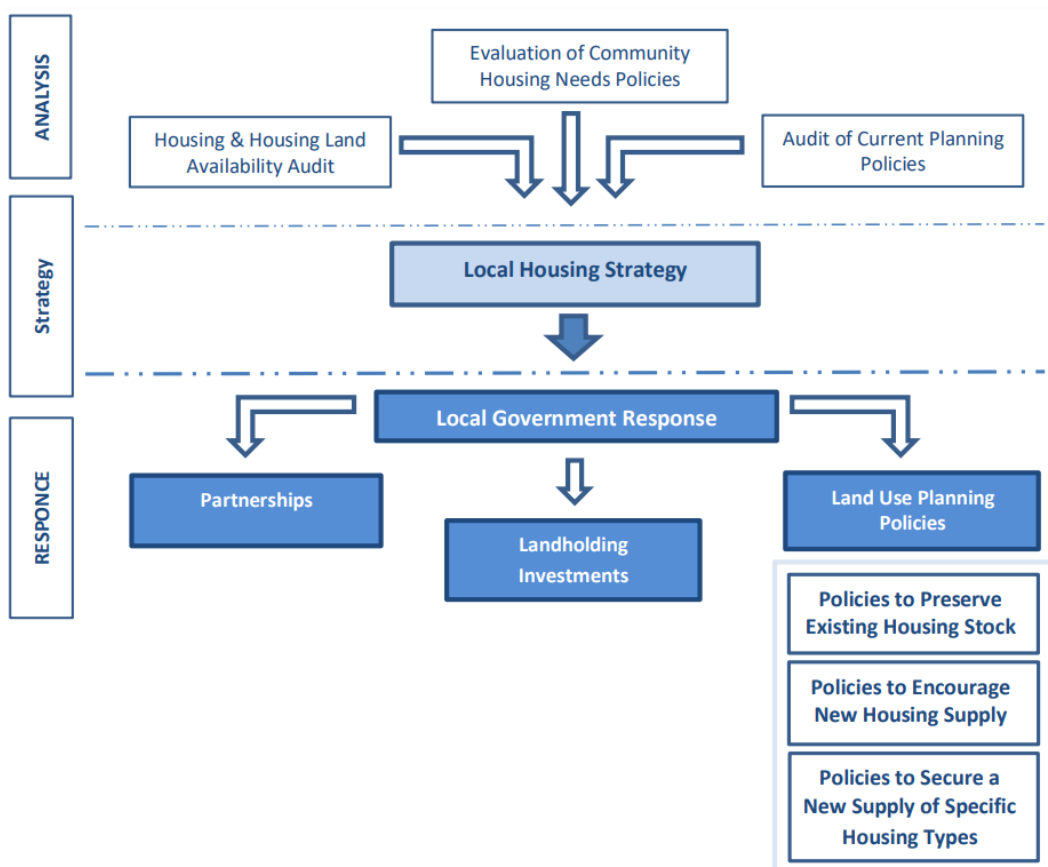 ANALYSIS
Evaluation of Community
Housing Needs Policies
Housing & Housing Land
Availability Audit
Audit of Current Planning
Policies
Strategy
Local Housing Strategy
RESPONCE
Local Government Response
Partnerships
Landholding
Investments
Land Use Planning
Policies
Policies to Preserve
Existing Housing Stock
Policies to Encourage
New Housing Supply
Policies to Secure a
New Supply of Specific
Housing Types